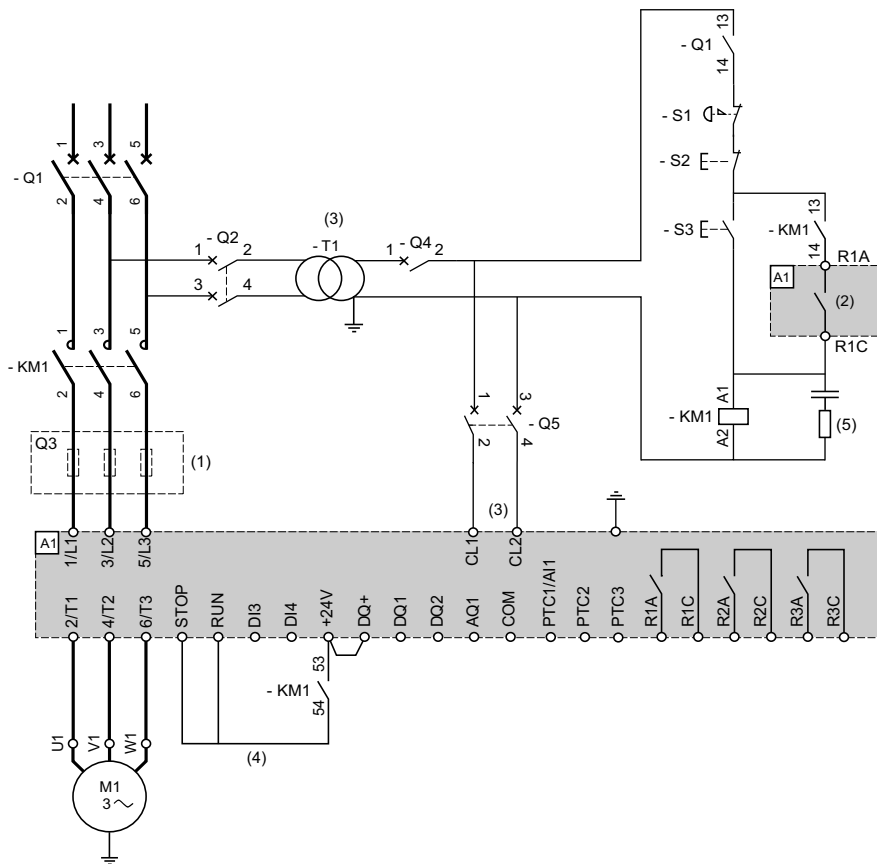 13
- Q1
14
- S1
- S2
- S3
13
- KM1
14
R1A
A1
(2)
R1C
A1
- KM1
A2
(5)
1 3 5
- Q1
2 4 6
(3)
- Q2
1 2
3 4
- T1
- Q4
1 2
1 3 5
- KM1
2 4 6
1 3
- Q5
2 4
Q3
(1)
(3)
A1
1/L1 3/L2 5/L3 CL1 CL2
2/T1 4/T2 6/T3 STOP RUN DI3 DI4 +24V DQ+ DQ1 DQ2 AQ1 COM PTC1/AI1 PTC2 PTC3 R1A R1C R2A R2C R3A R3C
53
- KM1
54
(4)
U1 V1 W1
M1
3